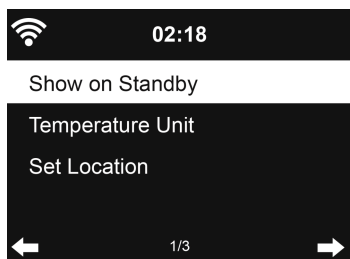 02:18
Show on Standby
Temperature Unit
Set Location
1/3